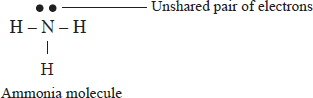 Unshared pair of electrons
H – N – H
H
Ammonia molecule